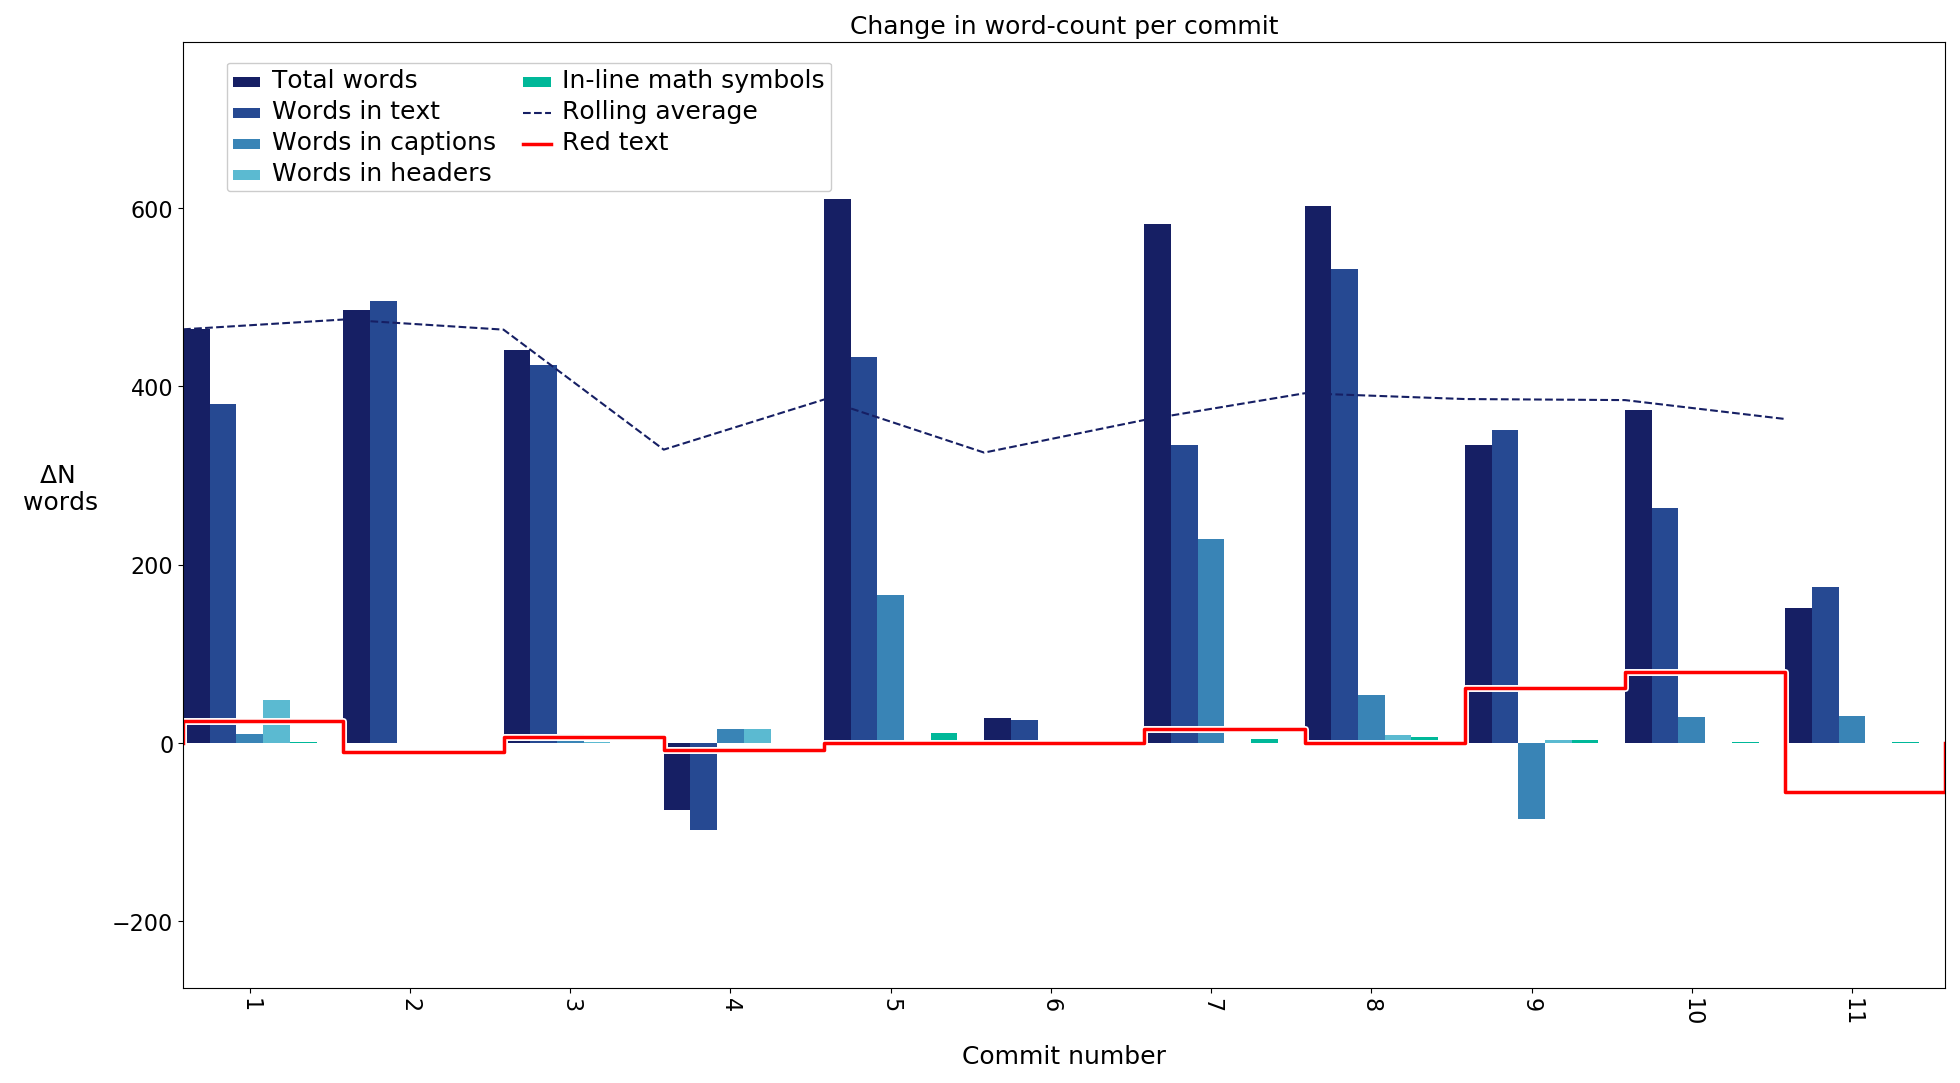 Change in word-count per commit
Total words
Words in text
Words in captions
Words in headers
In-line math symbols
Rolling average
Red text
600
400
200
0
−200
ΔN
words
1
2
3
4
5
6
7
8
9
10
11
Commit number